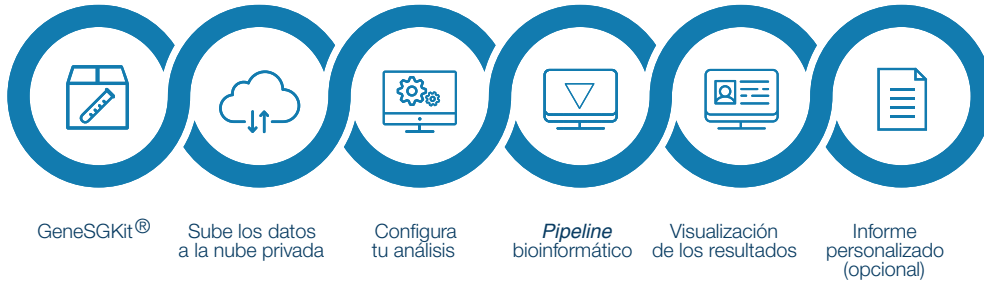 GeneSGKit®
Sube los datos
a la nube privada
Configura
tu análisis
Pipeline
bioinformático
Visualización
de los resultados
Informe
personalizado
(opcional)